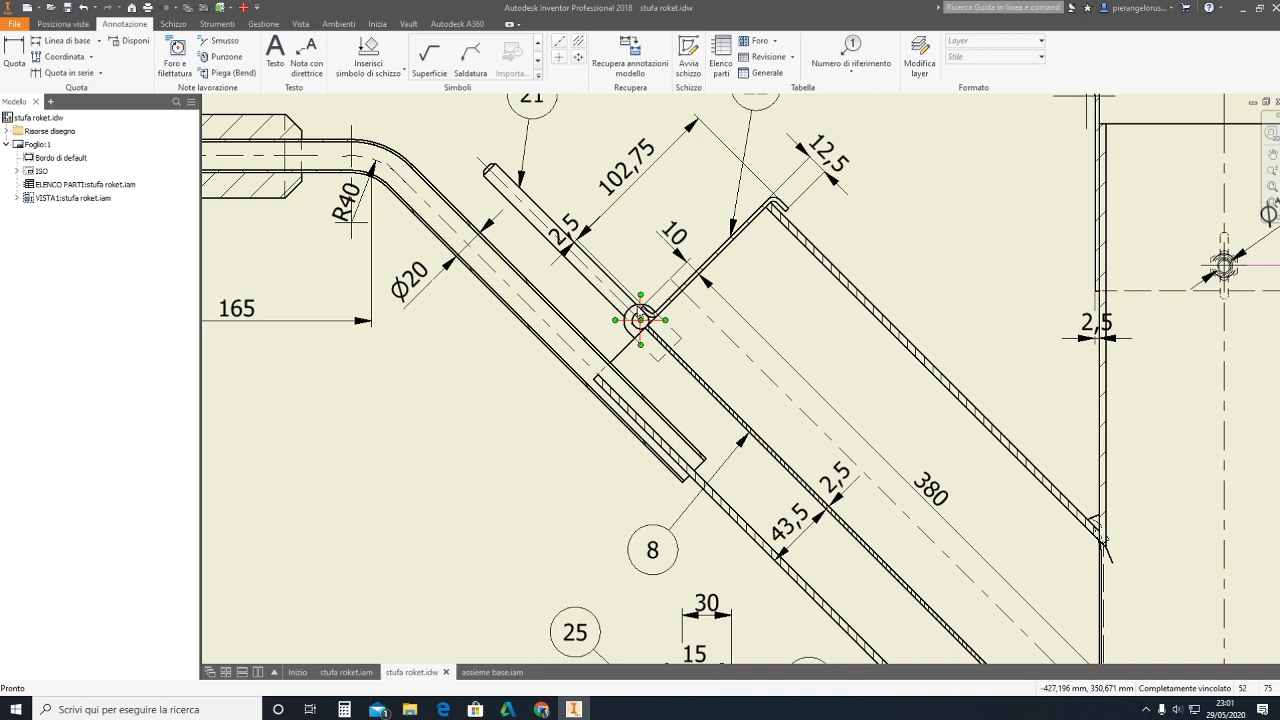 Autodesk Inventor Professional 2018   stufa roket.idw
Ricerca Guida in linea e comand
pierangelorus...
File Posiziona viste Annotazione Schizzo Strumenti Gestione Vista Ambienti Inizia Vault Autodesk A360
Quota
Linea di base
Disponi
Coordinata
Quota in serie
Quota
Foro e filettatura
Smusso
Punzone
Piega (Bend)
Note lavorazione
Testo
Nota con direttrice
Testo
Inserisci simbolo di schizzo
Superficie
Saldatura
Importa...
Simboli
Recupera annotazioni modello
Recupera
Avvia schizzo
Schizzo
Elenco parti
Foro
Revisione
Generale
Numero di riferimento
1
Tabella
Modifica layer
Layer
Stile
Formato
Modello
stufa roket.idw
Risorse disegno
Foglio:1
Bordo di default
ISO
ELENCO PARTI:stufa roket.iam
VISTA1:stufa roket.iam
21
102,75
12,5
R40
2,5
10
Ø20
165
2,5
Ø
380
2,5
43,5
8
30
25
15
Inizio stufa roket.iam stufa roket.idw assieme base.iam
Pronto
-427,196 mm, 350,671 mm Completamente vincolato 52 75
Scrivi qui per eseguire la ricerca
1
23:01
29/05/2020